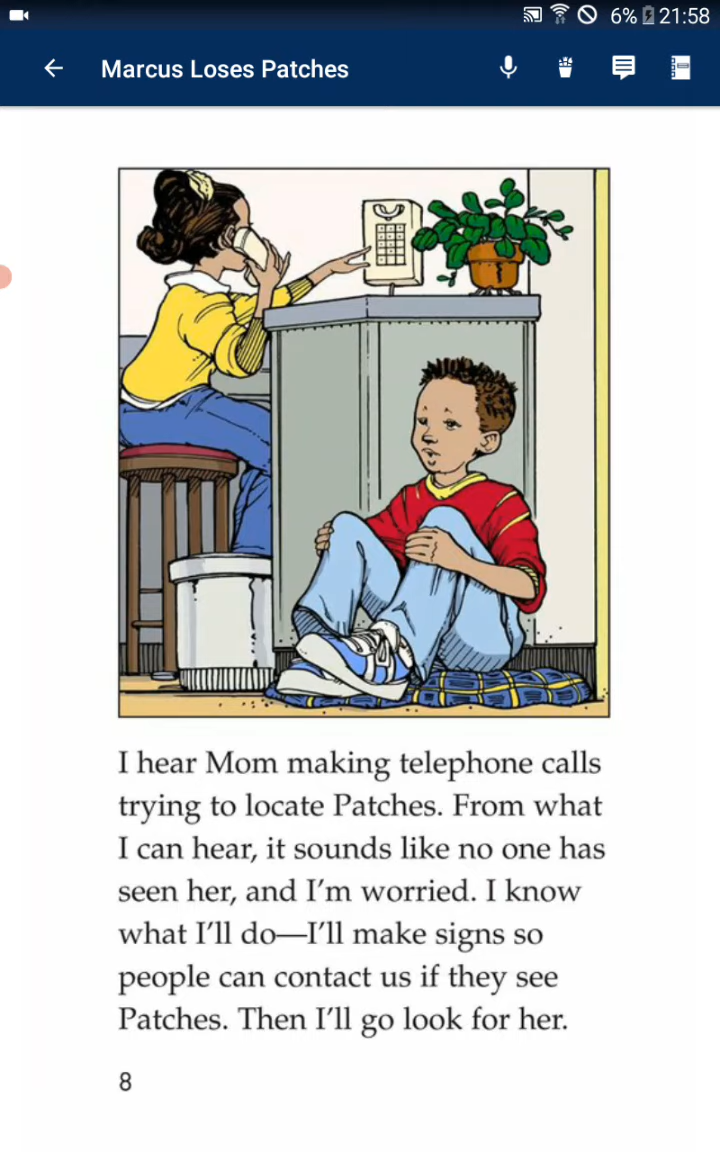 6% 21:58
Marcus Loses Patches
I hear Mom making telephone calls
trying to locate Patches. From what
I can hear, it sounds like no one has
seen her, and I'm worried. I know
what I'll do—I'll make signs so
people can contact us if they see
Patches. Then I'll go look for her.
8